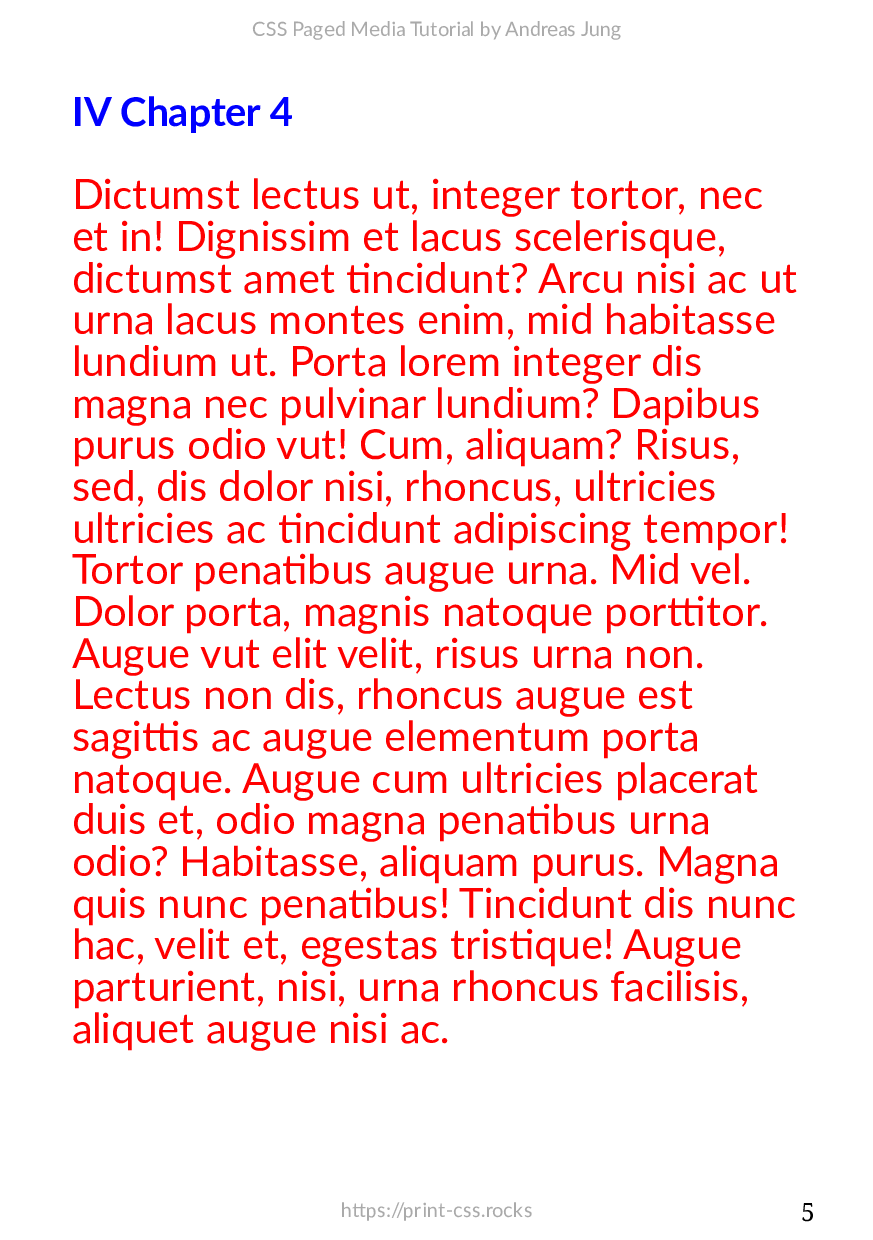 CSS Paged Media Tutorial by Andreas Jung
IV Chapter 4
Dictumst lectus ut, integer tortor, nec
et in! Dignissim et lacus scelerisque,
dictumst amet tincidunt? Arcu nisi ac ut
urna lacus montes enim, mid habitasse
lundium ut. Porta lorem integer dis
magna nec pulvinar lundium? Dapibus
purus odio vut! Cum, aliquam? Risus,
sed, dis dolor nisi, rhoncus, ultricies
ultricies ac tincidunt adipiscing tempor!
Tortor penatibus augue urna. Mid vel.
Dolor porta, magnis natoque porttitor.
Augue vut elit velit, risus urna non.
Lectus non dis, rhoncus augue est
sagittis ac augue elementum porta
natoque. Augue cum ultricies placerat
duis et, odio magna penatibus urna
odio? Habitasse, aliquam purus. Magna
quis nunc penatibus! Tincidunt dis nunc
hac, velit et, egestas tristique! Augue
parturient, nisi, urna rhoncus facilisis,
aliquet augue nisi ac.
https://print-css.rocks
5